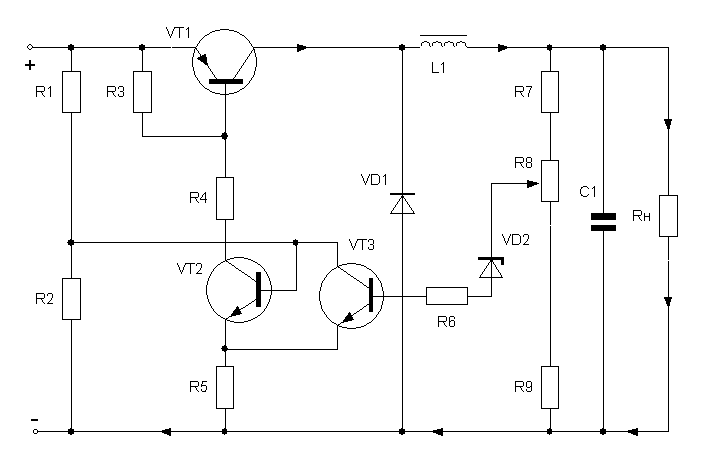 VT1
+
R1
R3
L1
R7
R8
R4
VD1
C1
Rн
VT2
VT3
VD2
R2
R6
R5
R9
-